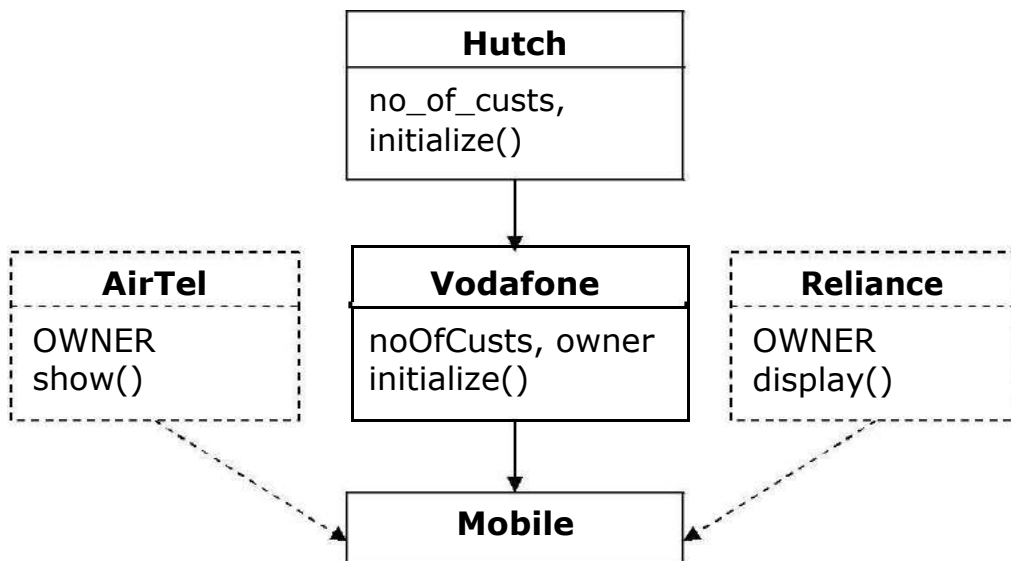 Hutch
no_of_custs,
initialize()
AirTel
OWNER
show()
Vodafone
noOfCusts, owner
initialize()
Reliance
OWNER
display()
Mobile